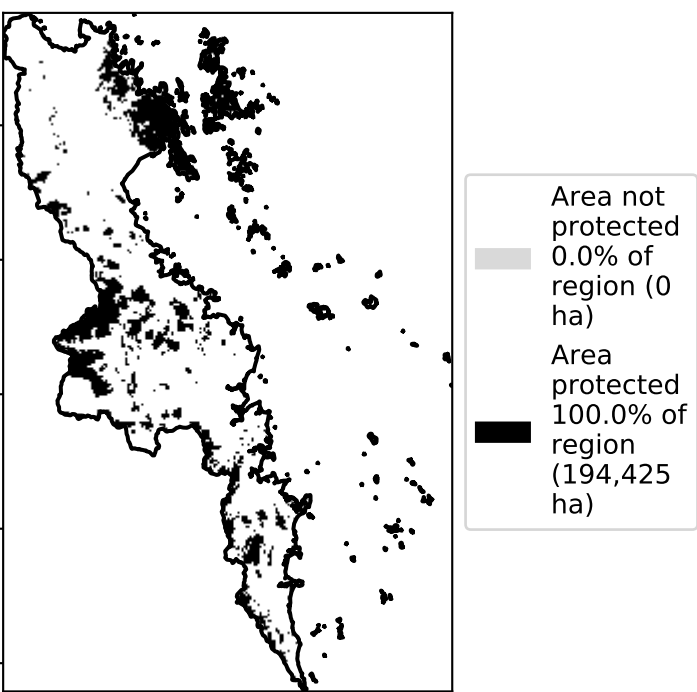 Area not
protected
0.0% of
region (0
ha)
Area
protected
100.0% of
region
(194,425
ha)